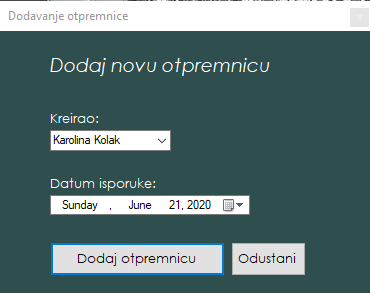 Dodavanje otpremnice
Dodaj novu otpremnicu
Kreirao:
Karolina Kolak
Datum isporuke:
Sunday , June 21, 2020
Dodaj otpremnicu Odustani